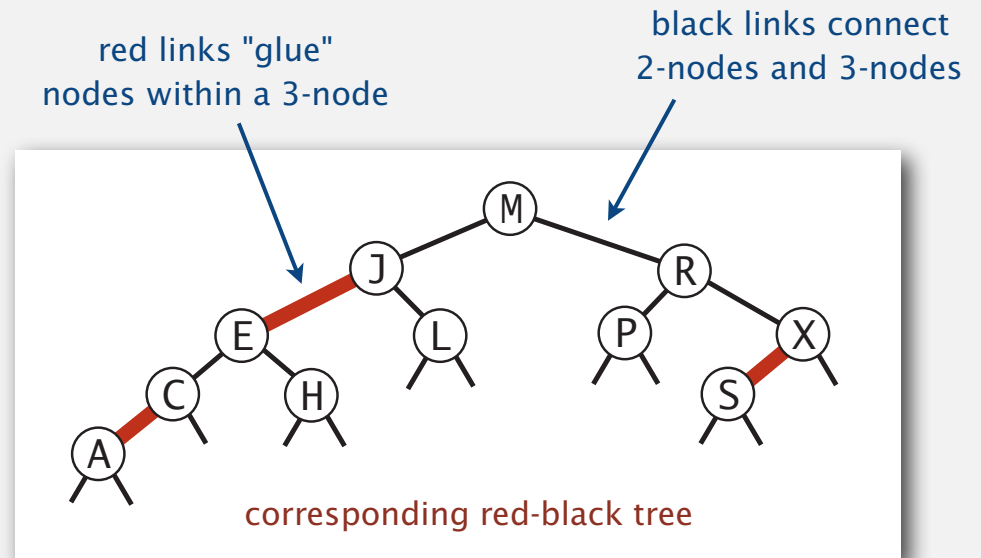 red links "glue"
nodes within a 3-node
black links connect
2-nodes and 3-nodes
M
J
R
E
L
P
X
C
H
S
A
corresponding red-black tree